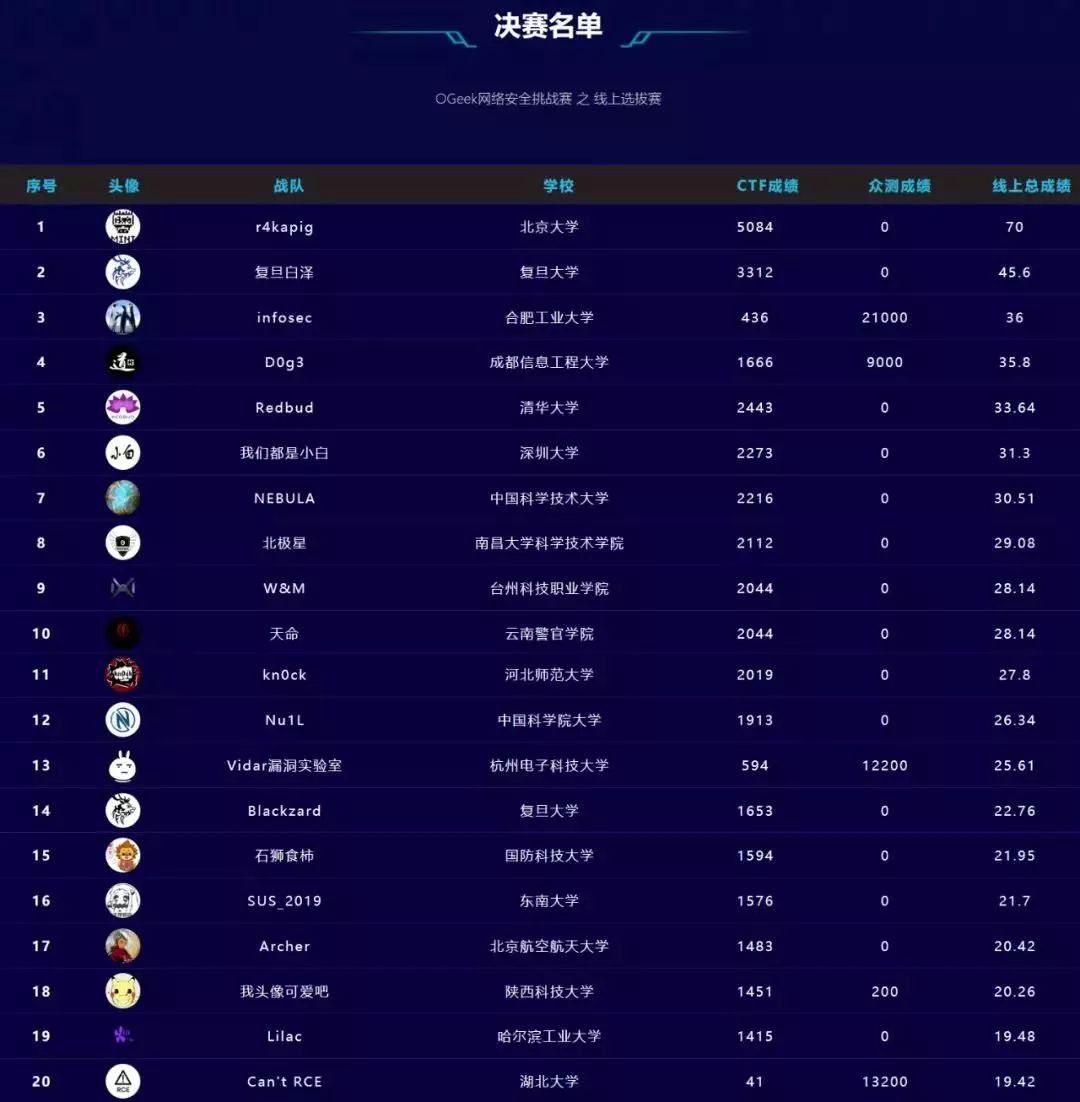 决赛名单
OGeek网络安全挑战赛 之 线上选拔赛
序号 头像 战队 学校 CTF成绩 众测成绩 线上总成绩
1 r4kapig 北京大学 5084 0 70
2 复旦白泽 复旦大学 3312 0 45.6
3 infosec 合肥工业大学 436 21000 36
4 D0g3 成都信息工程大学 1666 9000 35.8
5 Redbud 清华大学 2443 0 33.64
6 小白 我们都是小白 深圳大学 2273 0 31.3
7 NEBULA 中国科学技术大学 2216 0 30.51
8 北极星 南昌大学科学技术学院 2112 0 29.08
9 W&M 台州科技职业学院 2044 0 28.14
10 天命 云南警官学院 2044 0 28.14
11 kn0ck kn0ck 河北师范大学 2019 0 27.8
12 N Nu1L 中国科学院大学 1913 0 26.34
13 Vidar漏洞实验室 杭州电子科技大学 594 12200 25.61
14 Blackzard 复旦大学 1653 0 22.76
15 石狮食柿 国防科技大学 1594 0 21.95
16 SUS_2019 东南大学 1576 0 21.7
17 Archer 北京航空航天大学 1483 0 20.42
18 我头像可爱吧 陕西科技大学 1451 200 20.26
19 Lilac 哈尔滨工业大学 1415 0 19.48
20 RCE Can't RCE 湖北大学 41 13200 19.42